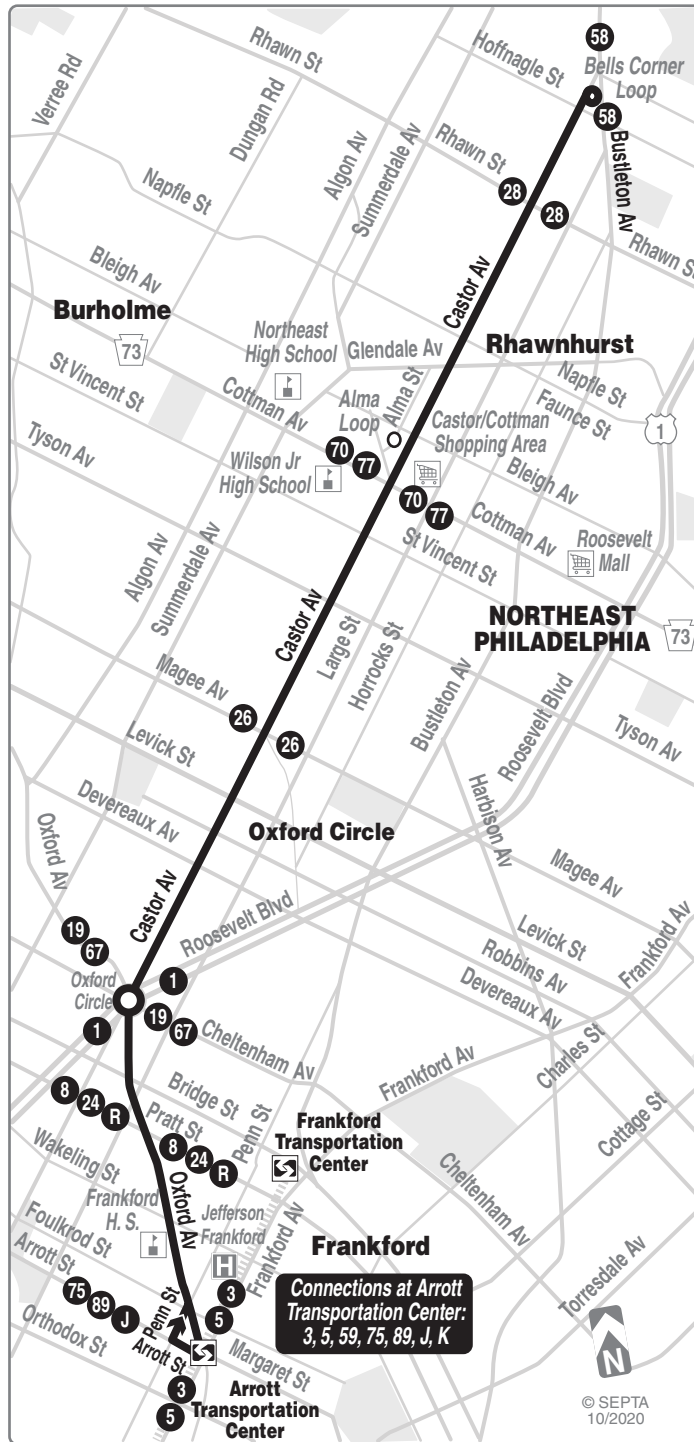 58
Hoffnagle St
Bells Corner
Loop
Rhawn St
Verree Rd
Dungan Rd
58
Bustleton Av
Algon Av
Summerdale Av
Rhawn St
Napfle St
28
28
Rhawn St
Bleigh Av
Castor Av
Burholme
73
Northeast
High School
Glendale Av
Rhawnhurst
St Vincent St
Napfle St
Faunce St
Cottman Av
Alma
Loop
Alma St
Castor/Cottman
Shopping Area
1
Tyson Av
70
77
Wilson Jr
High School
Bleigh Av
70
77
Cottman Av
St Vincent St
Roosevelt
Mall
Algon Av
Summerdale Av
NORTHEAST
PHILADELPHIA
73
Castor Av
Large St
Horrocks St
Magee Av
Bustleton Av
Roosevelt Blvd
26
26
Tyson Av
Levick St
Harbison Av
Devereaux Av
Oxford Circle
Oxford Av
Magee Av
Castor Av
Roosevelt Blvd
Levick St
Frankford Av
19
67
Robbins Av
Oxford
Circle
1
Devereaux Av
1
19
67
Cheltenham Av
Charles St
Bridge St
Frankford Av
8
24
R
Pratt St
Penn St
Cottage St
8
24
R
Frankford
Transportation
Center
Wakeling St
Cheltenham Av
Frankford
H. S.
Oxford Av
Jefferson
Frankford
H
Frankford Av
Frankford
Foulkrod St
Arrott St
Torresdale Av
75
89
J
Penn St
3
5
Connections at Arrott
Transportation Center:
3, 5, 59, 75, 89, J, K
Orthodox St
Arrott St
Margaret St
N
3
5
Arrott
Transportation
Center
© SEPTA
10/2020